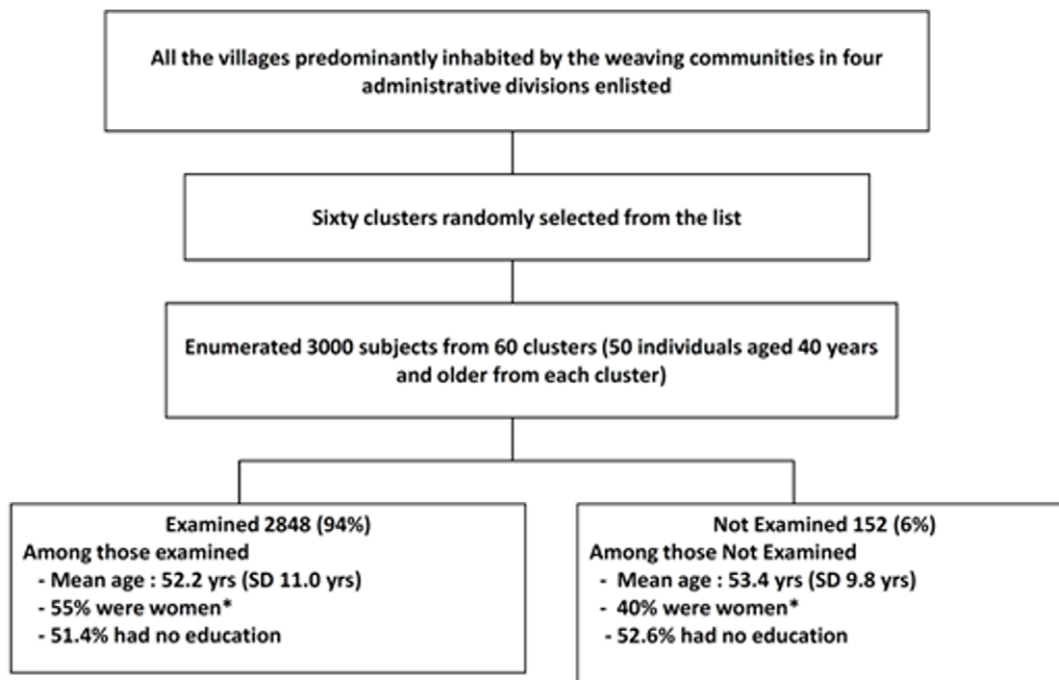 All the villages predominantly inhabited by the weaving communities in four
administrative divisions enlisted
Sixty clusters randomly selected from the list
Enumerated 3000 subjects from 60 clusters (50 individuals aged 40 years
and older from each cluster)
Examined 2848 (94%)
Among those examined
- Mean age : 52.2 yrs (SD 11.0 yrs)
- 55% were women*
- 51.4% had no education
Not Examined 152 (6%)
Among those Not Examined
- Mean age : 53.4 yrs (SD 9.8 yrs)
- 40% were women*
- 52.6% had no education